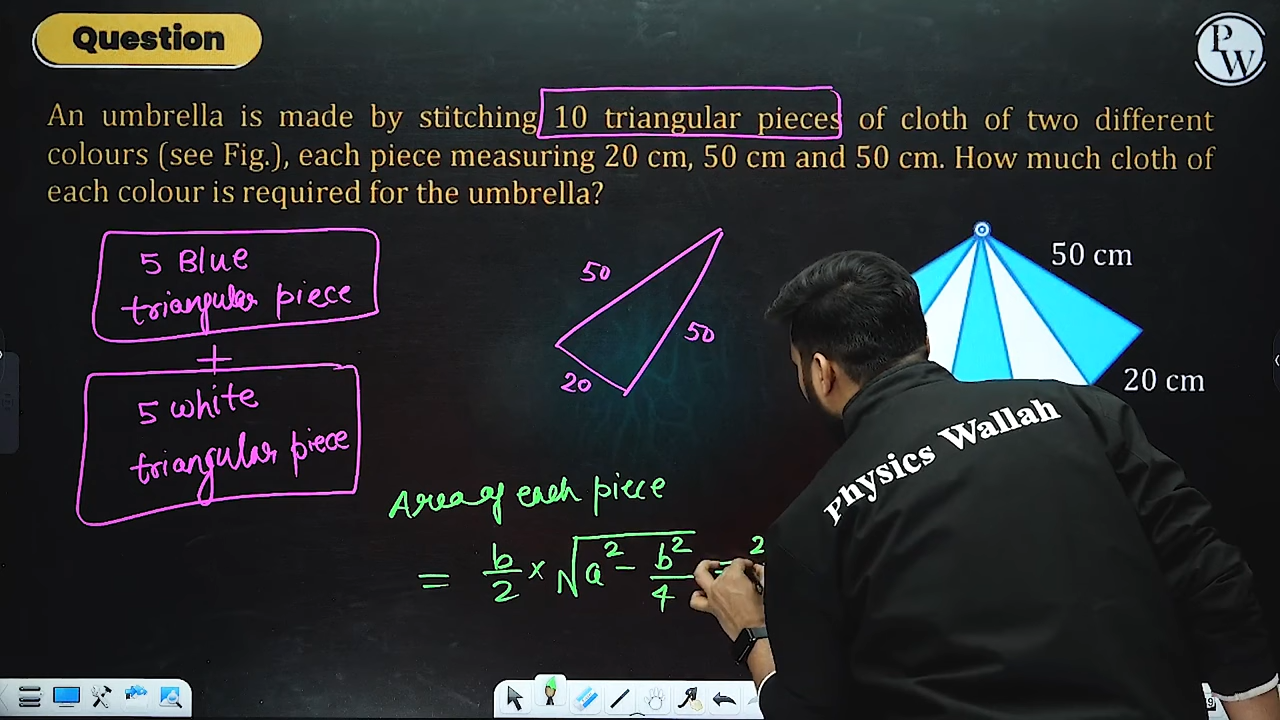 Question
PW
An umbrella is made by stitching 10 triangular pieces of cloth of two different
colours (see Fig.), each piece measuring 20 cm, 50 cm and 50 cm. How much cloth of
each colour is required for the umbrella?
5 Blue
triangular piece
+
5 white
triangular piece
50
50
20
50 cm
20 cm
Physics Wallah
Area of each piece
= b/2 × √a² - b²/4 = 2